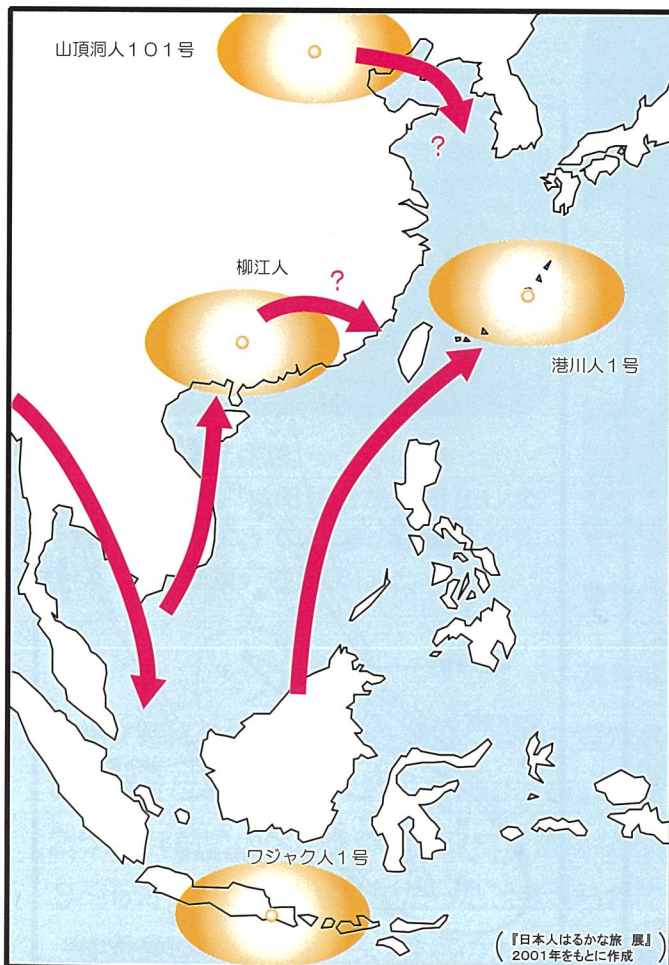 山頂洞人101号
?
柳江人
?
港川人1号
ワジャク人1号
(『日本人はるかな旅 展』
2001年をもとに作成)